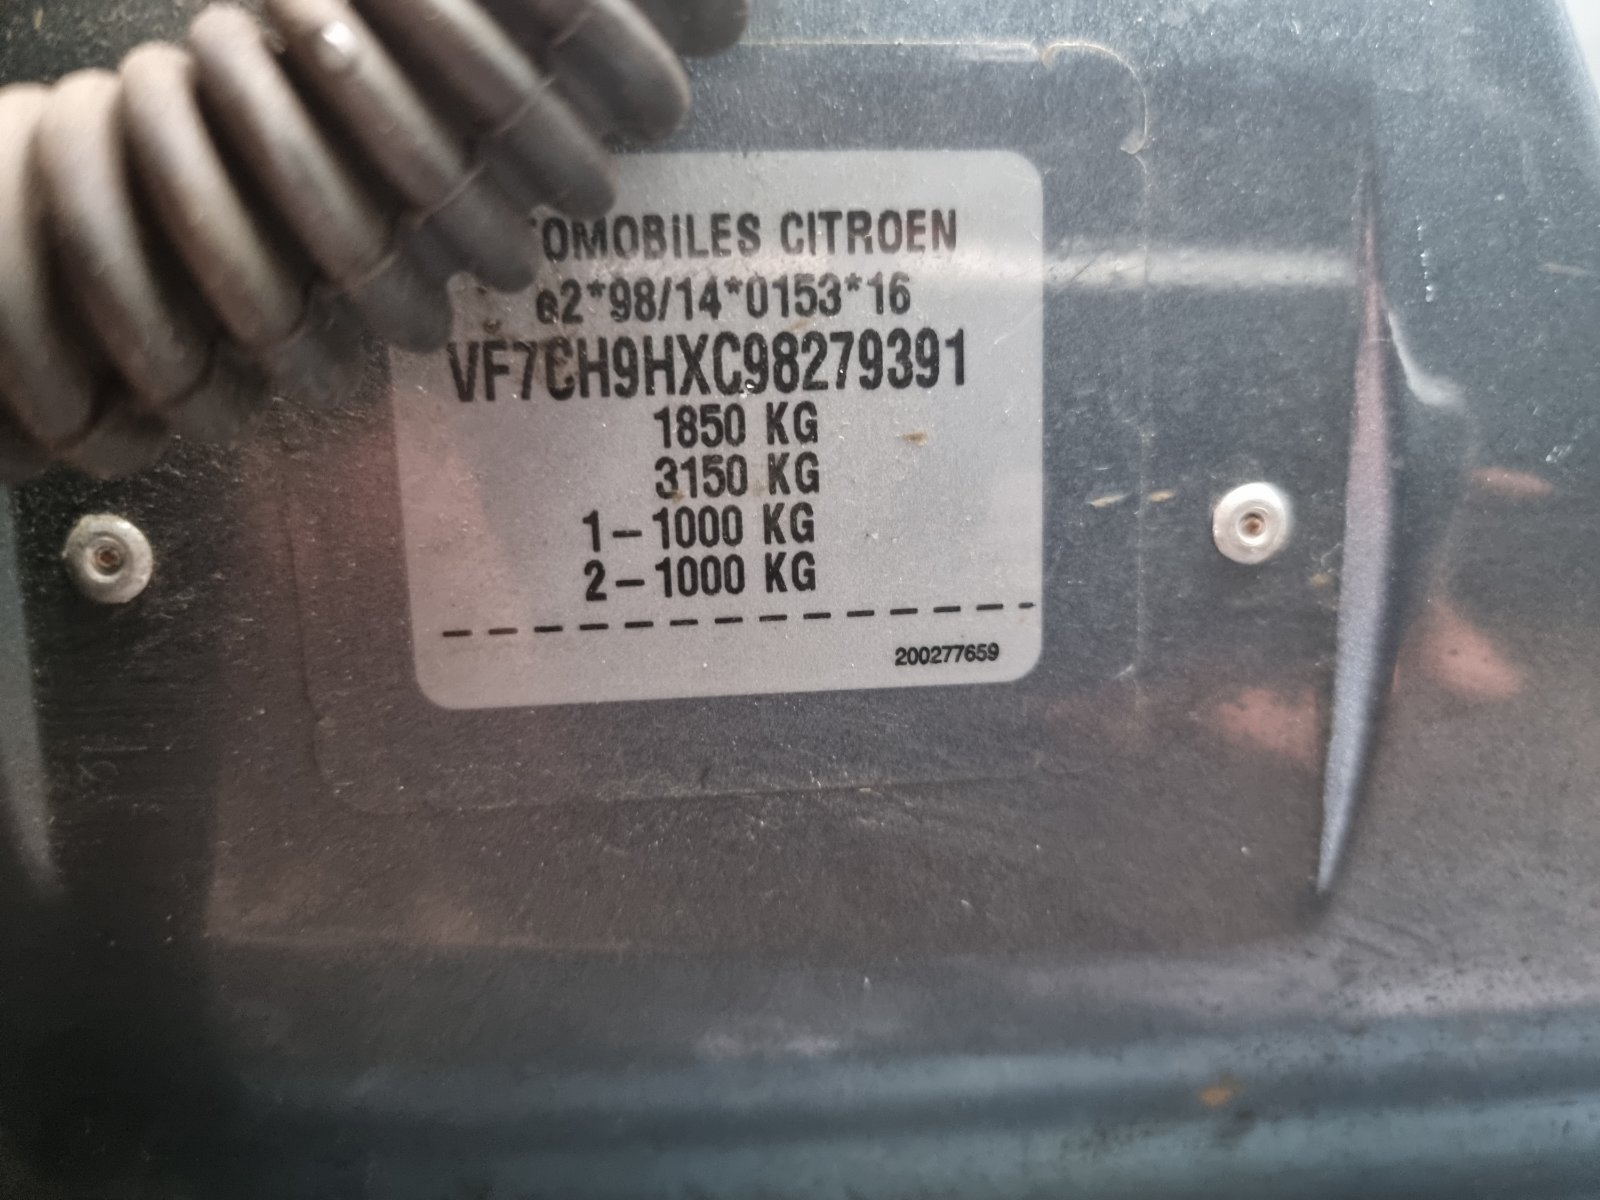 TOMOBILES CITROEN
e2*98/14*0153*16
VF7CH9HXC98279391
1850 KG
3150 KG
1-1000 KG
2-1000 KG
200277659